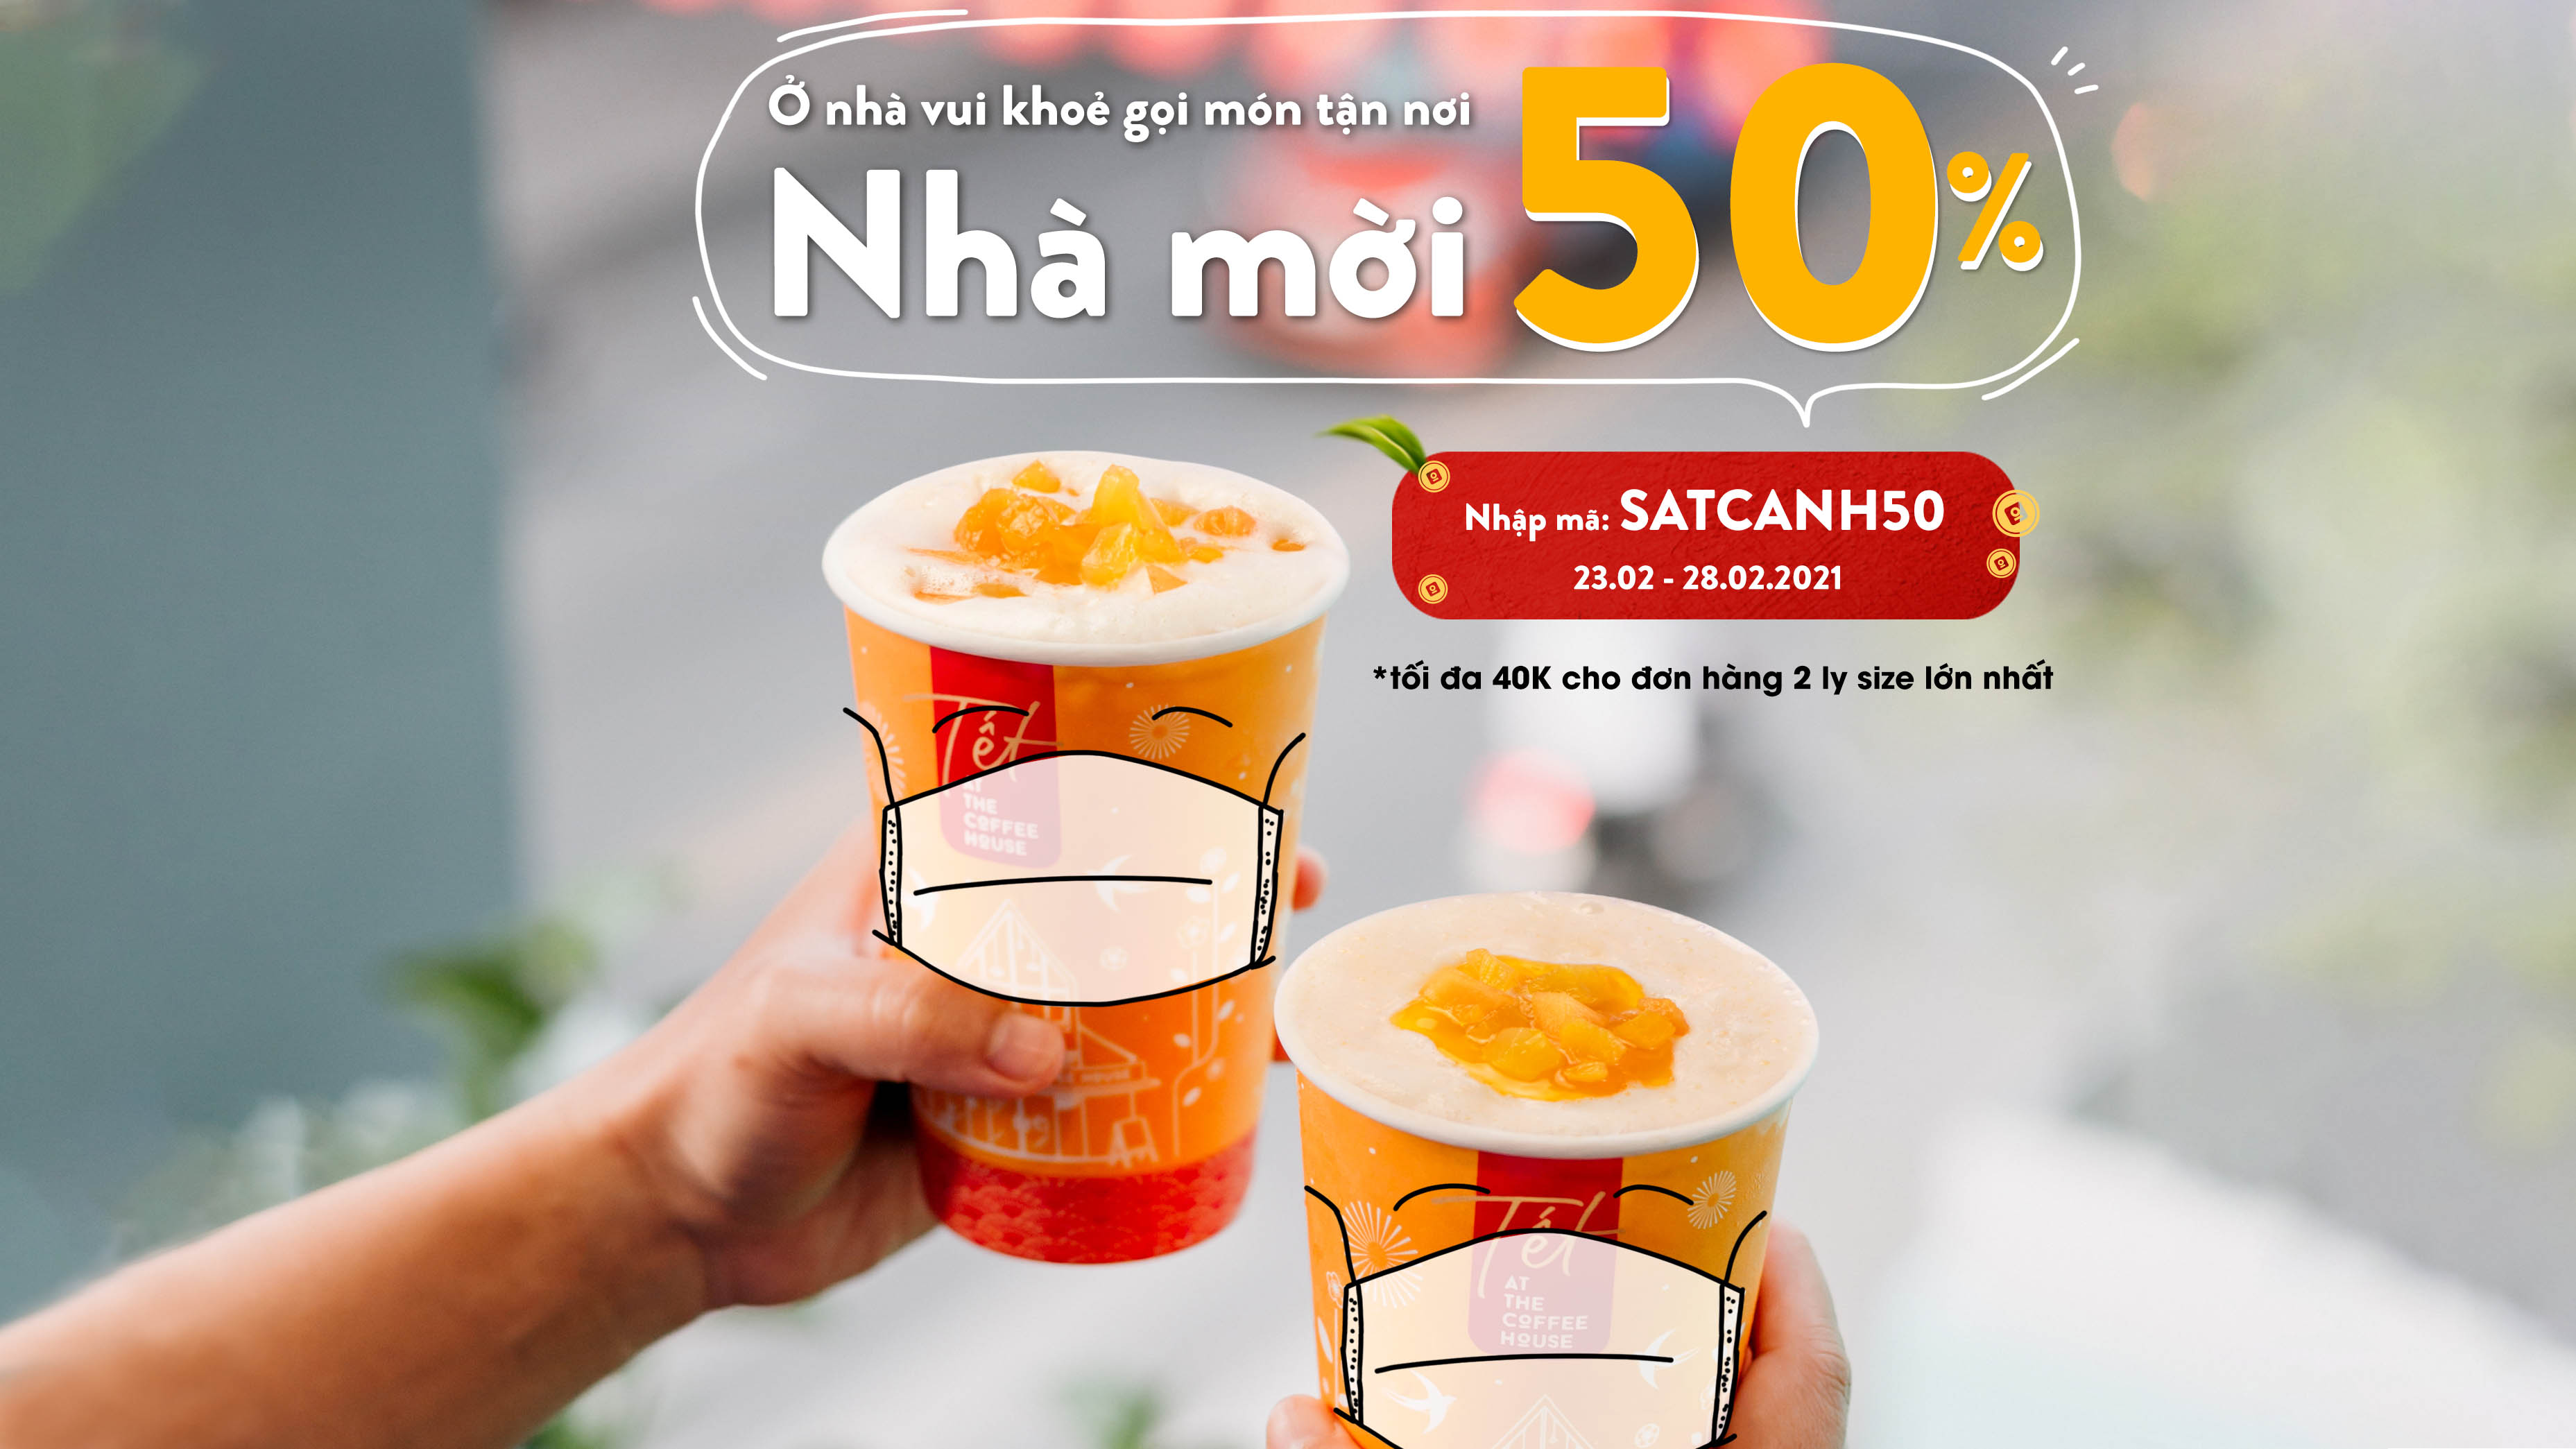 Ở nhà vui khoẻ gọi món tận nơi
Nhà mời 50%
Nhập mã: SATCANH50
23.02 - 28.02.2021
*tối đa 40K cho đơn hàng 2 ly size lớn nhất
Tết
AT
THE
COFFEE
HOUSE
Tết
AT
THE
COFFEE
HOUSE